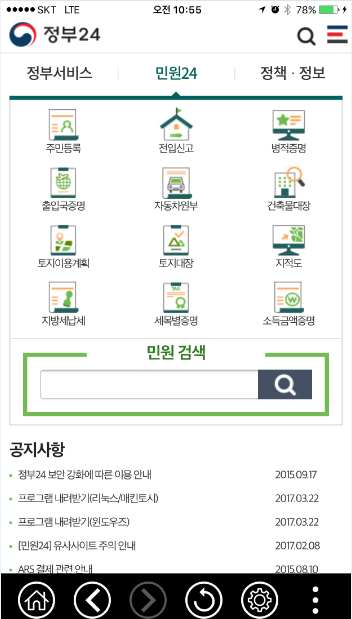 SKT LTE 오전 10:55 78%
정부24
정부서비스 민원24 정책 · 정보
주민등록 전입신고 병적증명
출입국증명 자동차원부 건축물대장
토지이용계획 토지대장 지적도
지방세납세 세목별증명 소득금액증명
민원 검색
공지사항
정부24 보안 강화에 따른 이용 안내 2015.09.17
프로그램 내려받기(리눅스/매킨토시) 2017.03.22
프로그램 내려받기(윈도우즈) 2017.03.22
[민원24] 유사사이트 주의 안내 2017.02.08
ARS 결제 관련 안내 2015.08.10